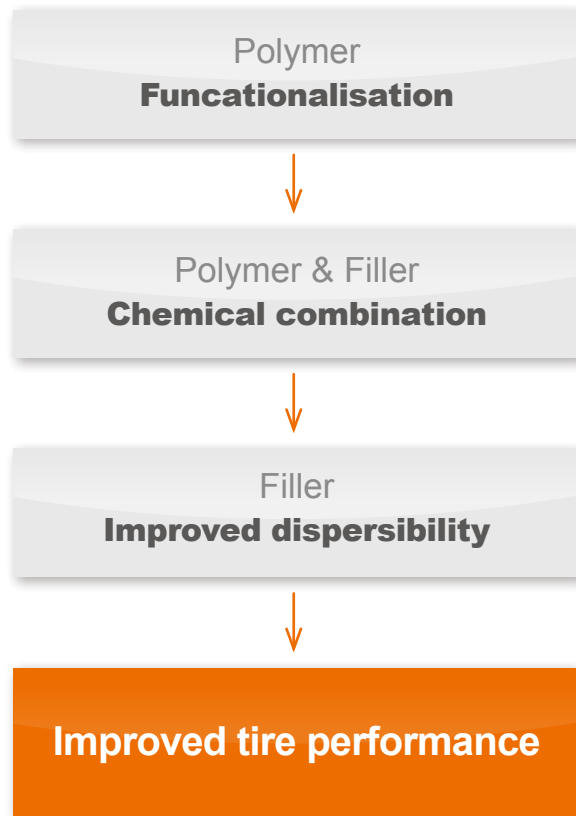 Polymer
Funcationalisation
Polymer & Filler
Chemical combination
Filler
Improved dispersibility
Improved tire performance